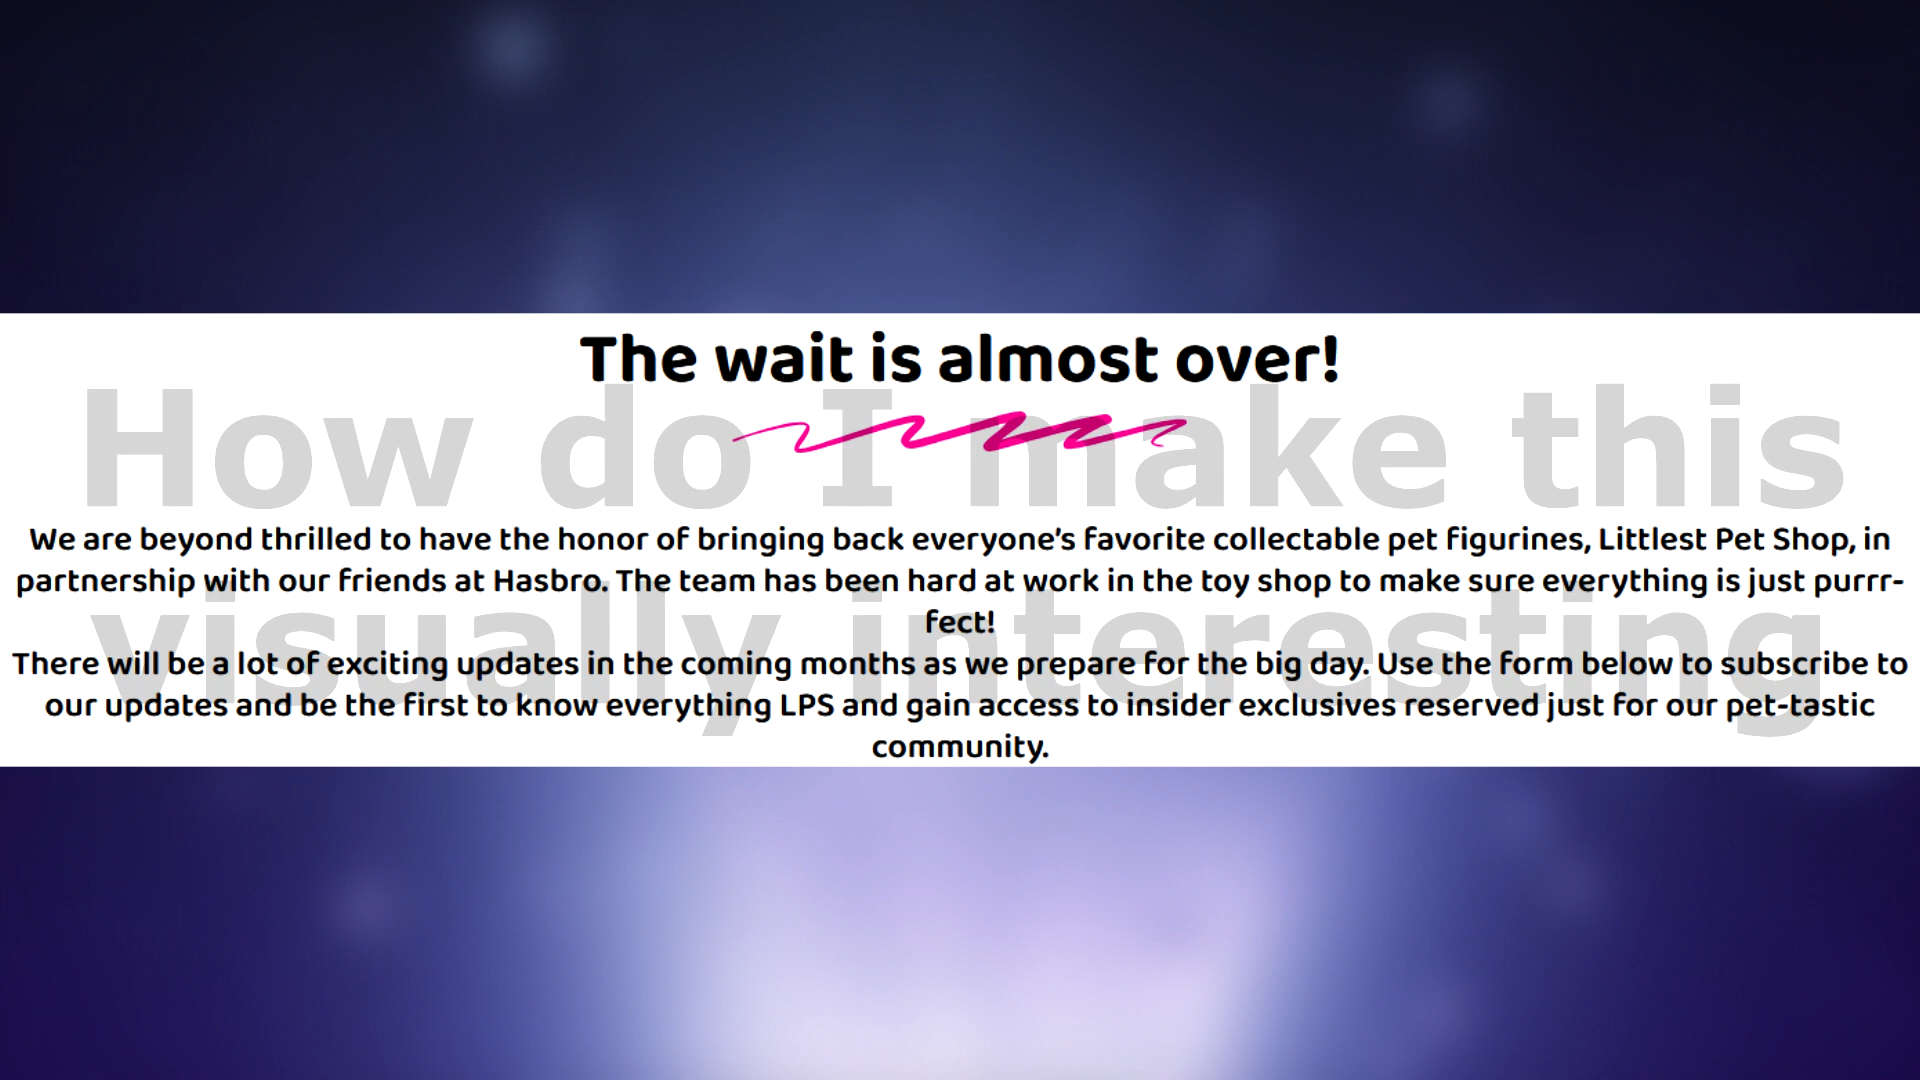 The wait is almost over!
How do I make this
We are beyond thrilled to have the honor of bringing back everyone's favorite collectable pet figurines, Littlest Pet Shop, in
partnership with our friends at Hasbro. The team has been hard at work in the toy shop to make sure everything is just purrr-
fect!
visually interesting
There will be a lot of exciting updates in the coming months as we prepare for the big day. Use the form below to subscribe to
our updates and be the first to know everything LPS and gain access to insider exclusives reserved just for our pet-tastic
community.